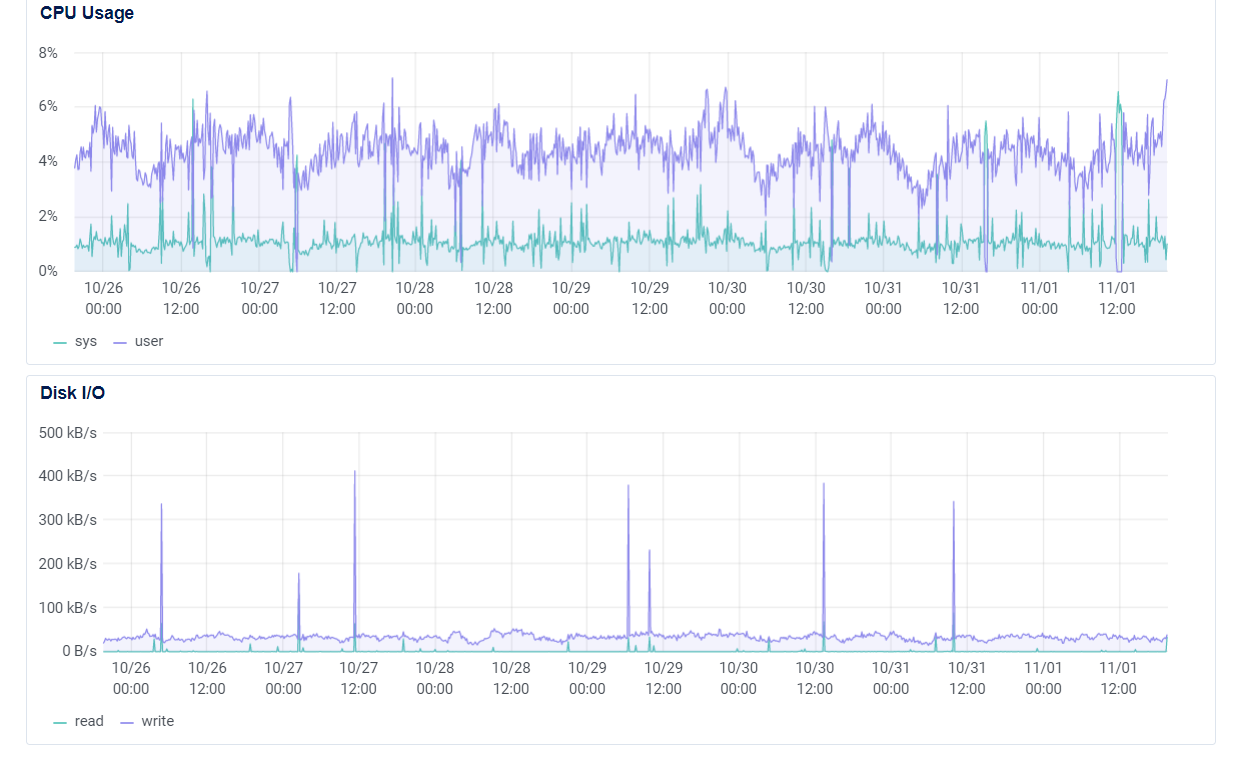 CPU Usage
8%
6%
4%
2%
0%
10/26 10/26 10/27 10/27 10/28 10/28 10/29 10/29 10/30 10/30 10/31 10/31 11/01 11/01
00:00 12:00 00:00 12:00 00:00 12:00 00:00 12:00 00:00 12:00 00:00 12:00 00:00 12:00
sys user
Disk I/O
500 kB/s
400 kB/s
300 kB/s
200 kB/s
100 kB/s
0 B/s
10/26 10/26 10/27 10/27 10/28 10/28 10/29 10/29 10/30 10/30 10/31 10/31 11/01 11/01
00:00 12:00 00:00 12:00 00:00 12:00 00:00 12:00 00:00 12:00 00:00 12:00 00:00 12:00
read write